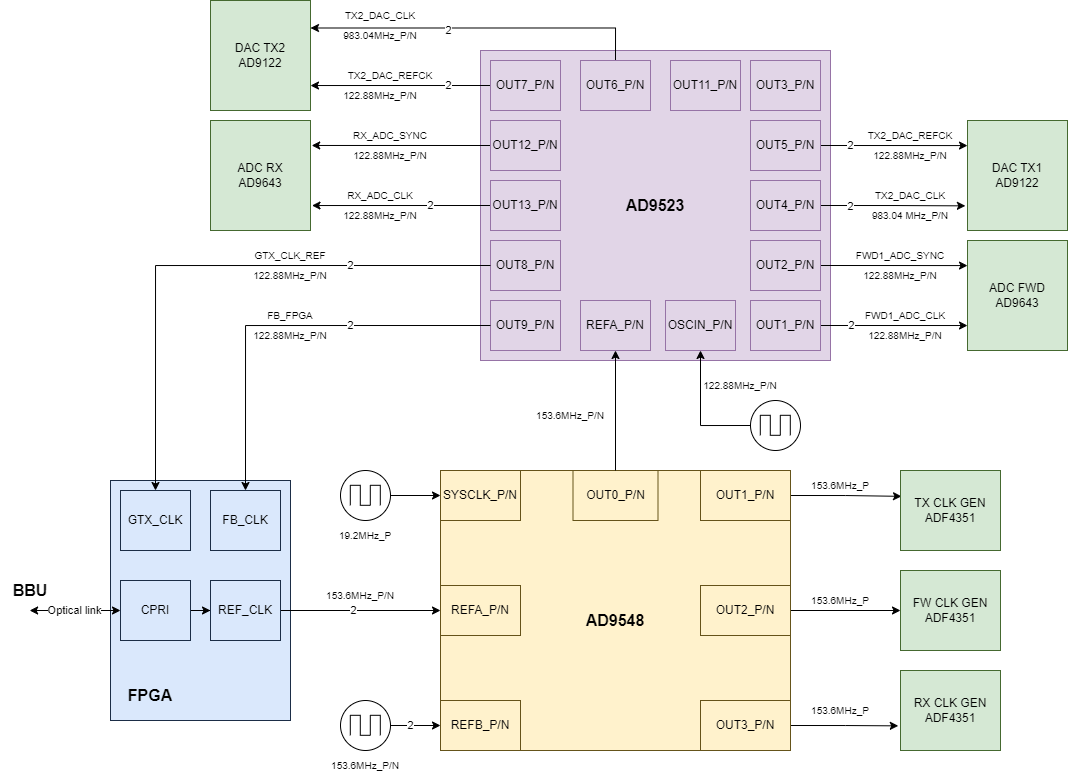 TX2_DAC_CLK
2
983.04MHz_P/N
DAC TX2
AD9122
TX2_DAC_REFCK
2
122.88MHz_P/N
OUT7_P/N
OUT6_P/N
OUT11_P/N
OUT3_P/N
RX_ADC_SYNC
122.88MHz_P/N
OUT12_P/N
OUT5_P/N
2
TX2_DAC_REFCK
122.88MHz_P/N
ADC RX
AD9643
DAC TX1
AD9122
RX_ADC_CLK
2
122.88MHz_P/N
OUT13_P/N
AD9523
OUT4_P/N
2
TX2_DAC_CLK
983.04 MHz_P/N
GTX_CLK_REF
2
122.88MHz_P/N
OUT8_P/N
OUT2_P/N
FWD1_ADC_SYNC
122.88MHz_P/N
ADC FWD
AD9643
FB_FPGA
2
122.88MHz_P/N
OUT9_P/N
REFA_P/N
OSCIN_P/N
OUT1_P/N
2
FWD1_ADC_CLK
122.88MHz_P/N
122.88MHz_P/N
153.6MHz_P/N
GTX_CLK
FB_CLK
19.2MHz_P
SYSCLK_P/N
OUT0_P/N
OUT1_P/N
153.6MHz_P
TX CLK GEN
ADF4351
BBU
Optical link
CPRI
REF_CLK
153.6MHz_P/N
2
REFA_P/N
AD9548
OUT2_P/N
153.6MHz_P
FW CLK GEN
ADF4351
FPGA
2
153.6MHz_P/N
REFB_P/N
OUT3_P/N
153.6MHz_P
RX CLK GEN
ADF4351